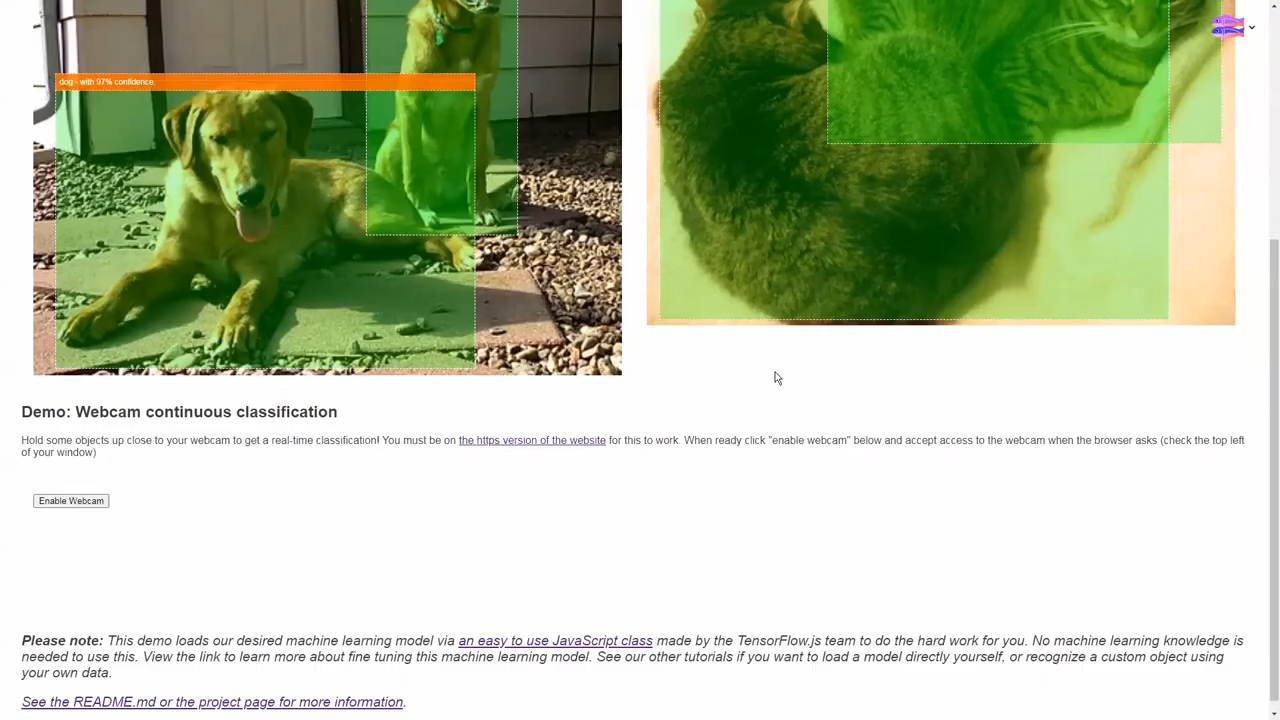 dog - with 97% confidence.
Demo: Webcam continuous classification
Hold some objects up close to your webcam to get a real-time classification! You must be on the https version of the website for this to work. When ready click "enable webcam" below and accept access to the webcam when the browser asks (check the top left
of your window)
Enable Webcam
Please note: This demo loads our desired machine learning model via an easy to use JavaScript class made by the TensorFlow.js team to do the hard work for you. No machine learning knowledge is
needed to use this. View the link to learn more about fine tuning this machine learning model. See our other tutorials if you want to load a model directly yourself, or recognize a custom object using
your own data.
See the README.md or the project page for more information.